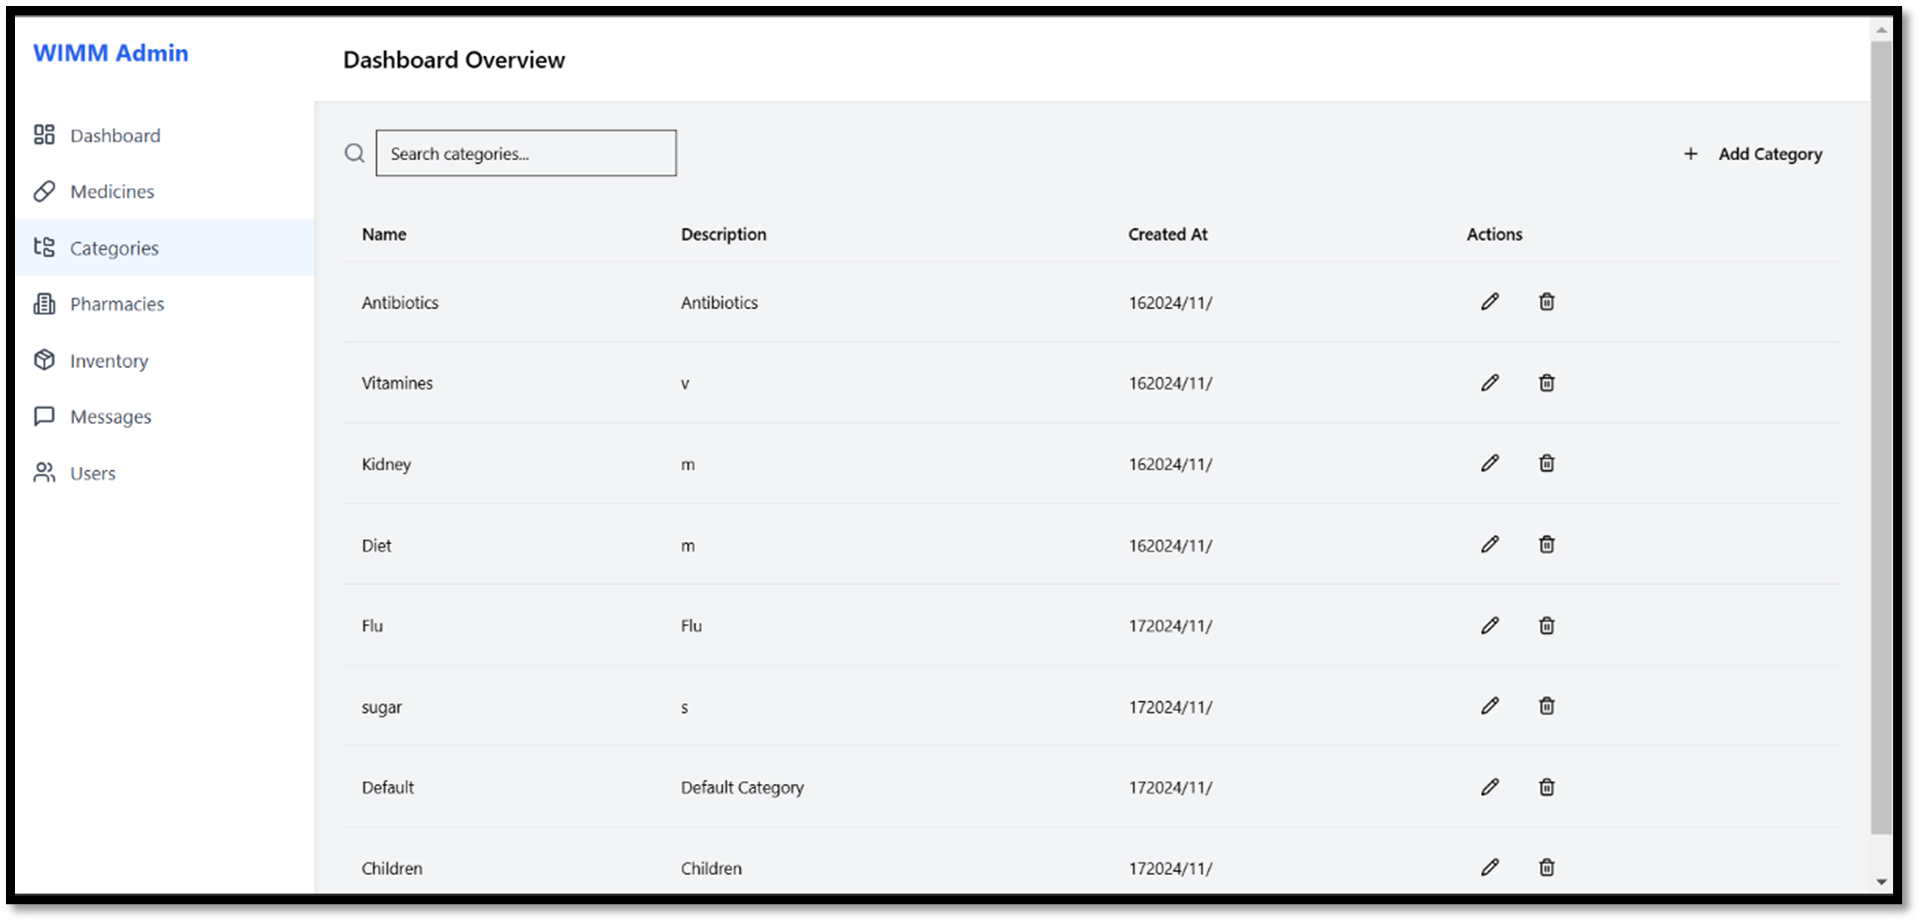 WIMM Admin
Dashboard
Medicines
Categories
Pharmacies
Inventory
Messages
Users
Dashboard Overview
Search categories...
+ Add Category
Name Description Created At Actions
Antibiotics Antibiotics 162024/11/
Vitamines v 162024/11/
Kidney m 162024/11/
Diet m 162024/11/
Flu Flu 172024/11/
sugar s 172024/11/
Default Default Category 172024/11/
Children Children 172024/11/